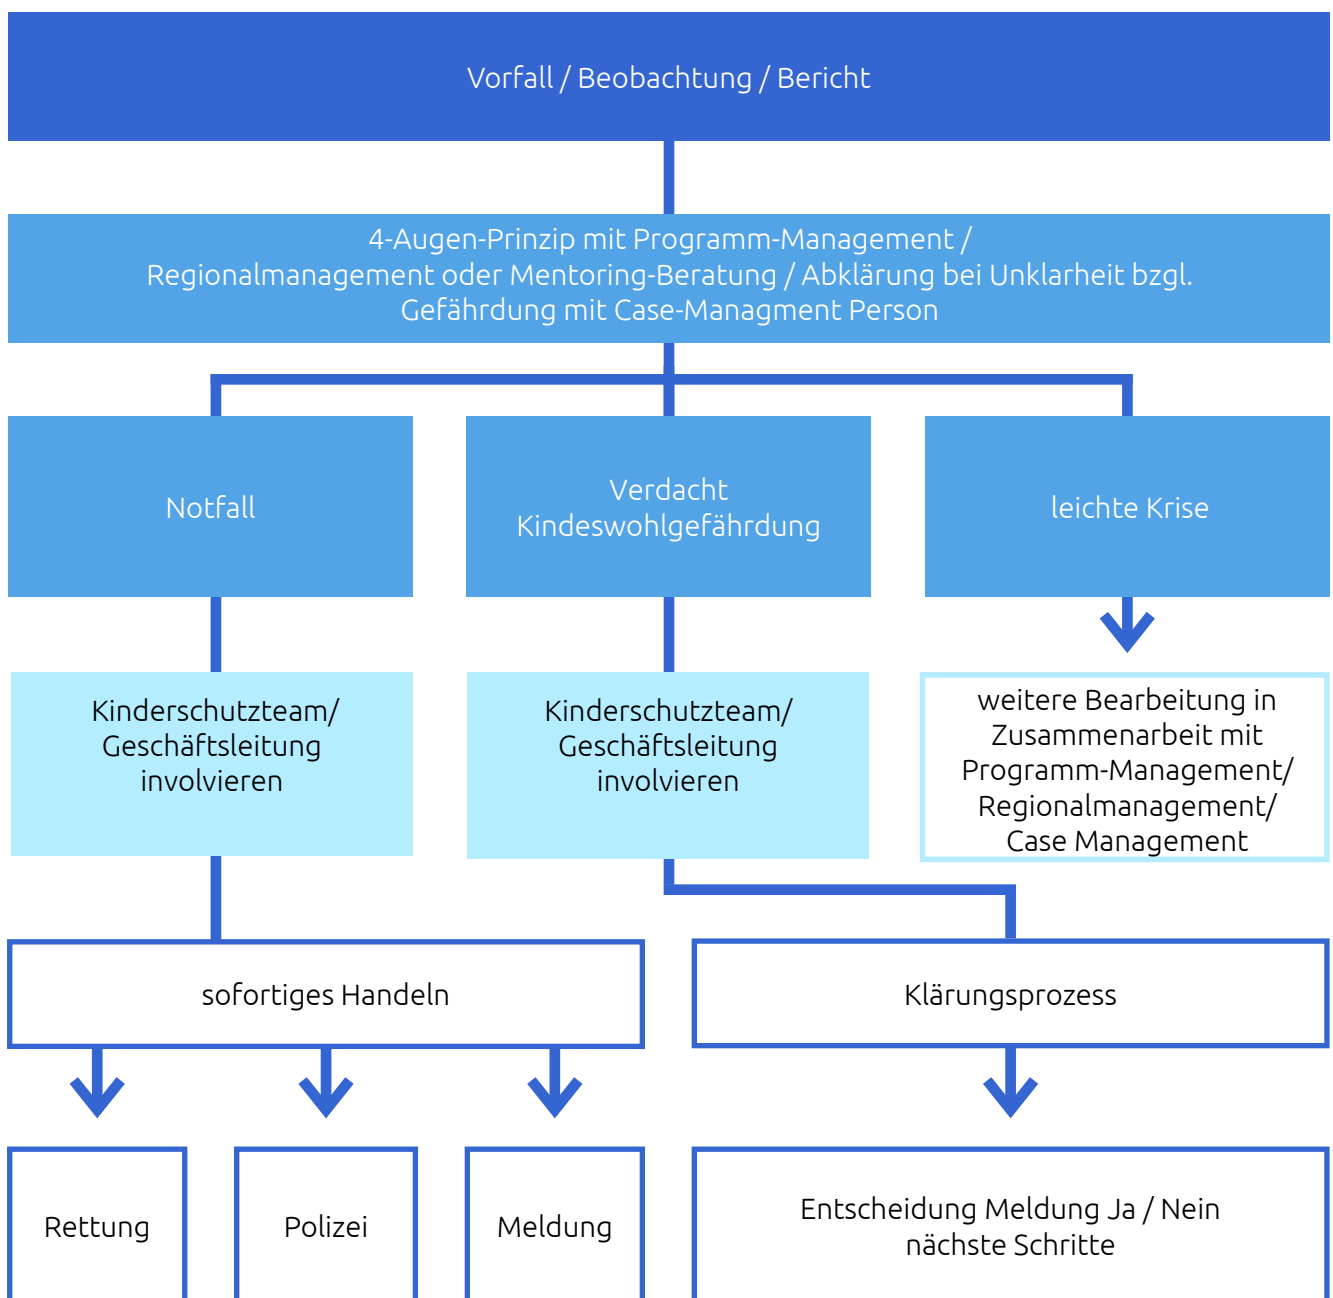 Vorfall / Beobachtung / Bericht
4-Augen-Prinzip mit Programm-Management /
Regionalmanagement oder Mentoring-Beratung / Abklärung bei Unklarheit bzgl.
Gefährdung mit Case-Managment Person
Notfall
Verdacht
Kindeswohlgefährdung
leichte Krise
Kinderschutzteam/
Geschäftsleitung
involvieren
Kinderschutzteam/
Geschäftsleitung
involvieren
weitere Bearbeitung in
Zusammenarbeit mit
Programm-Management/
Regionalmanagement/
Case Management
sofortiges Handeln
Klärungsprozess
Rettung
Polizei
Meldung
Entscheidung Meldung Ja / Nein
nächste Schritte